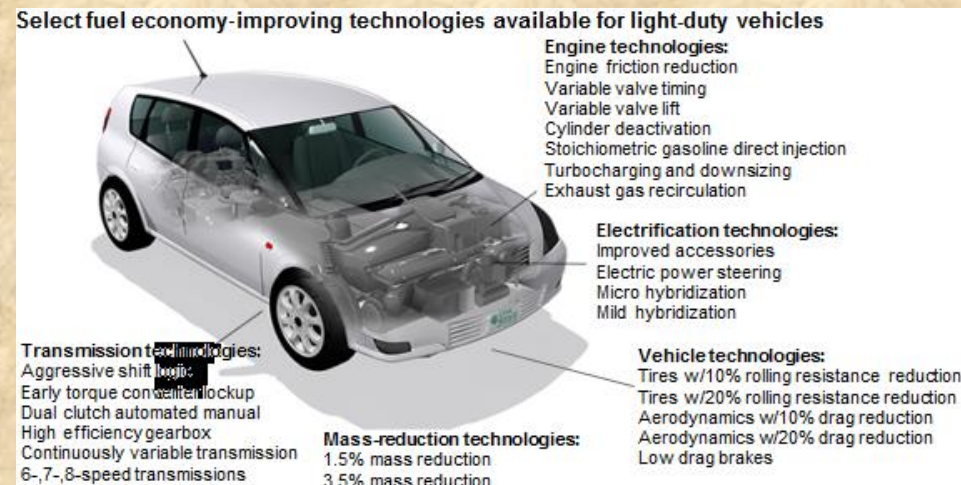 Select fuel economy-improving technologies available for light-duty vehicles
Engine technologies:
Engine friction reduction
Variable valve timing
Variable valve lift
Cylinder deactivation
Stoichiometric gasoline direct injection
Turbocharging and downsizing
Exhaust gas recirculation
Electrification technologies:
Improved accessories
Electric power steering
Micro hybridization
Mild hybridization
Vehicle technologies:
Tires w/10% rolling resistance reduction
Tires w/20% rolling resistance reduction
Aerodynamics w/10% drag reduction
Aerodynamics w/20% drag reduction
Low drag brakes
Transmission technologies:
Aggressive shift logic
Early torque converter lockup
Dual clutch automated manual
High efficiency gearbox
Continuously variable transmission
6-,7-,8-speed transmissions
Mass-reduction technologies:
1.5% mass reduction
3.5% mass reduction